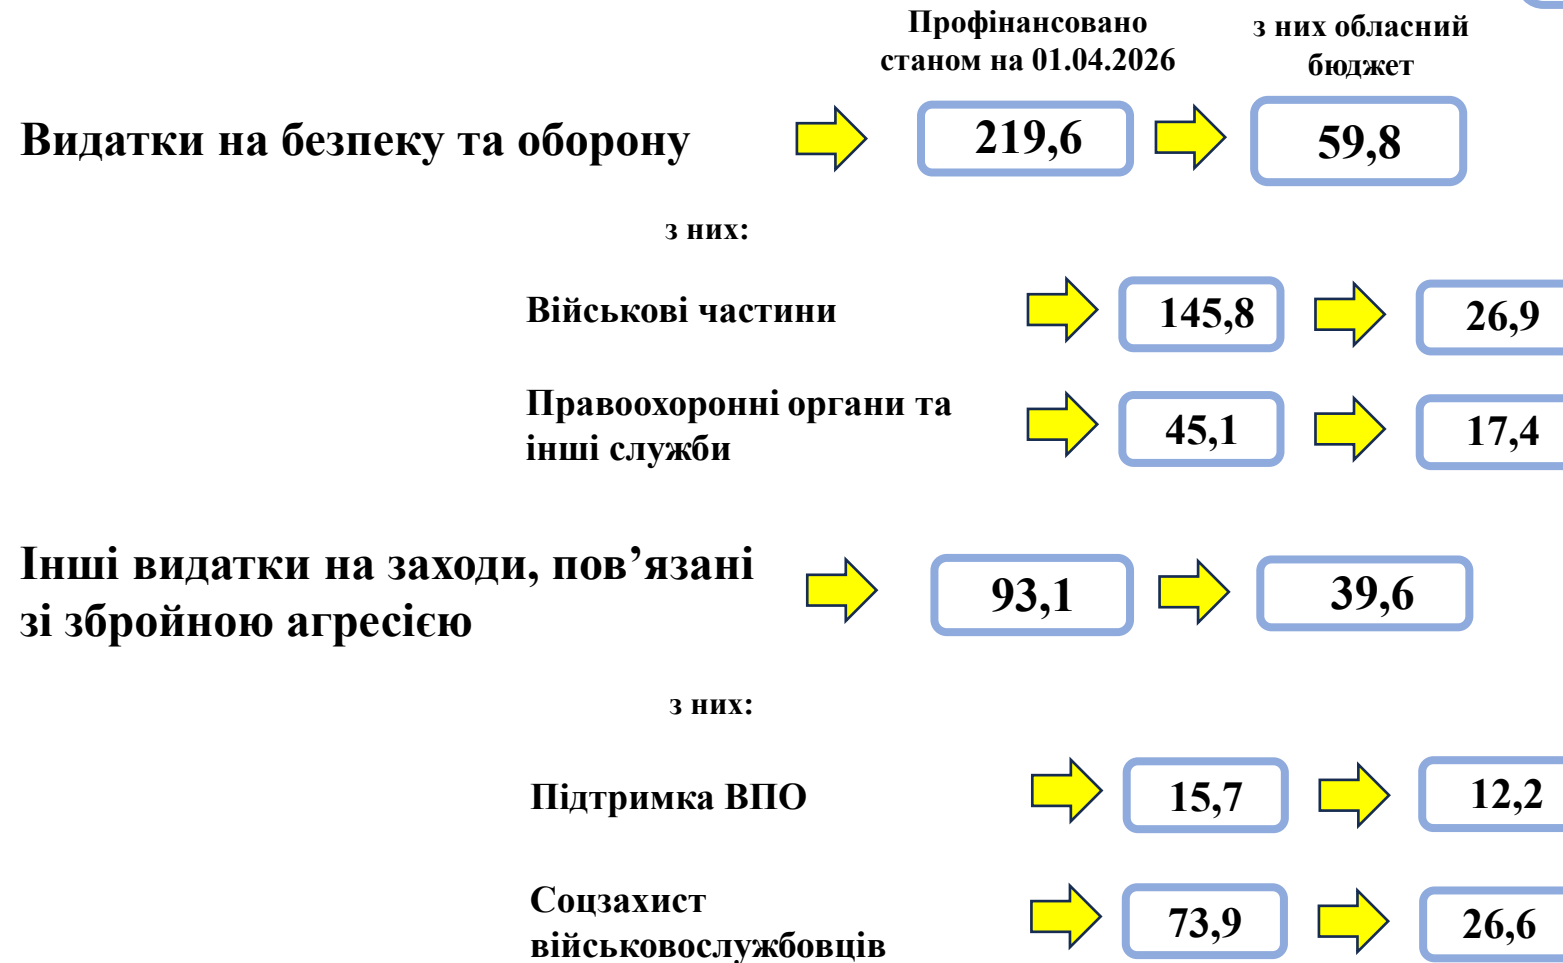 Профінансовано
станом на 01.04.2026
з них обласний
бюджет
Видатки на безпеку та оборону
219,6
59,8
з них:
Військові частини
145,8
26,9
Правоохоронні органи та
інші служби
45,1
17,4
Інші видатки на заходи, пов’язані
зі збройною агресією
93,1
39,6
з них:
Підтримка ВПО
15,7
12,2
Соцзахист
військовослужбовців
73,9
26,6